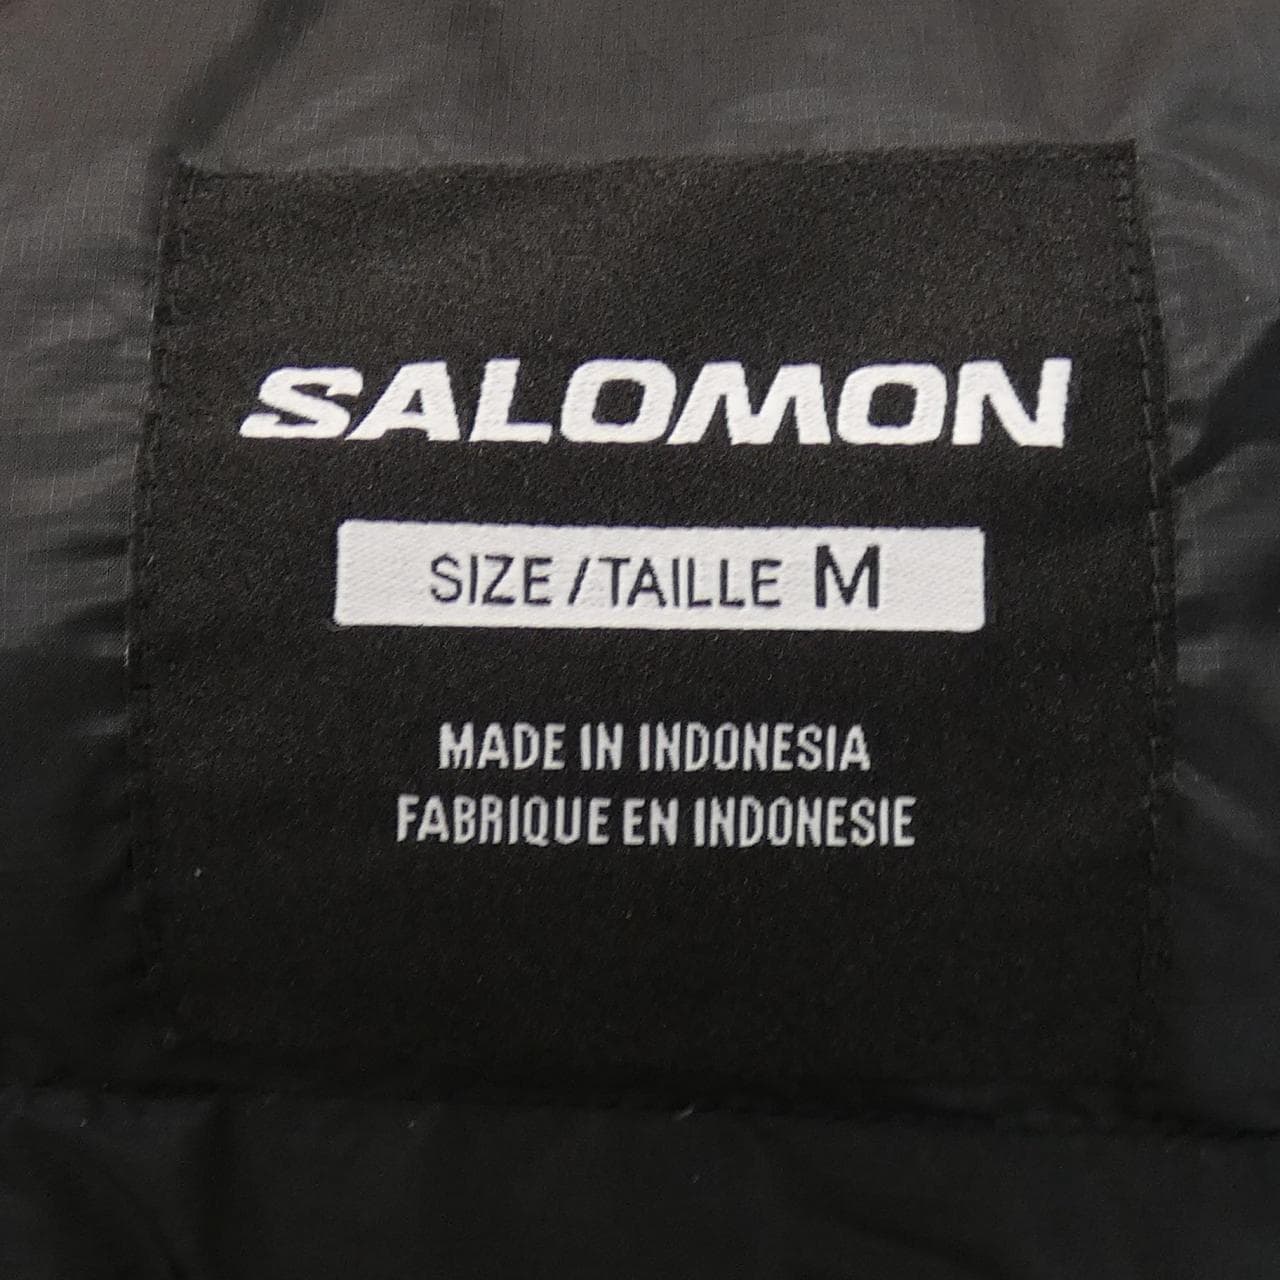 SALOMON
SIZE / TAILLE M
MADE IN INDONESIA
FABRIQUE EN INDONESIE